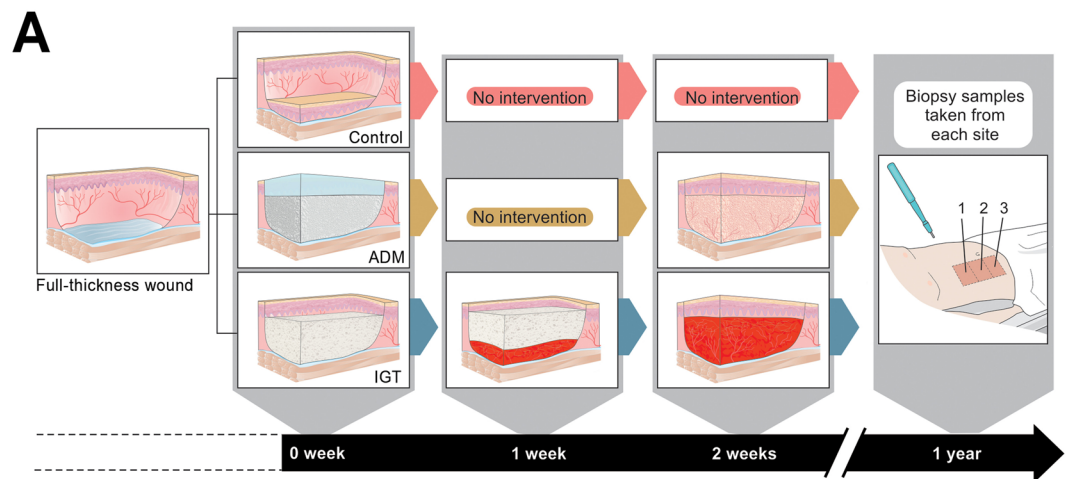 A
Control
No intervention
No intervention
Biopsy samples
taken from
each site
ADM
No intervention
1 2 3
Full-thickness wound
IGT
0 week
1 week
2 weeks
1 year